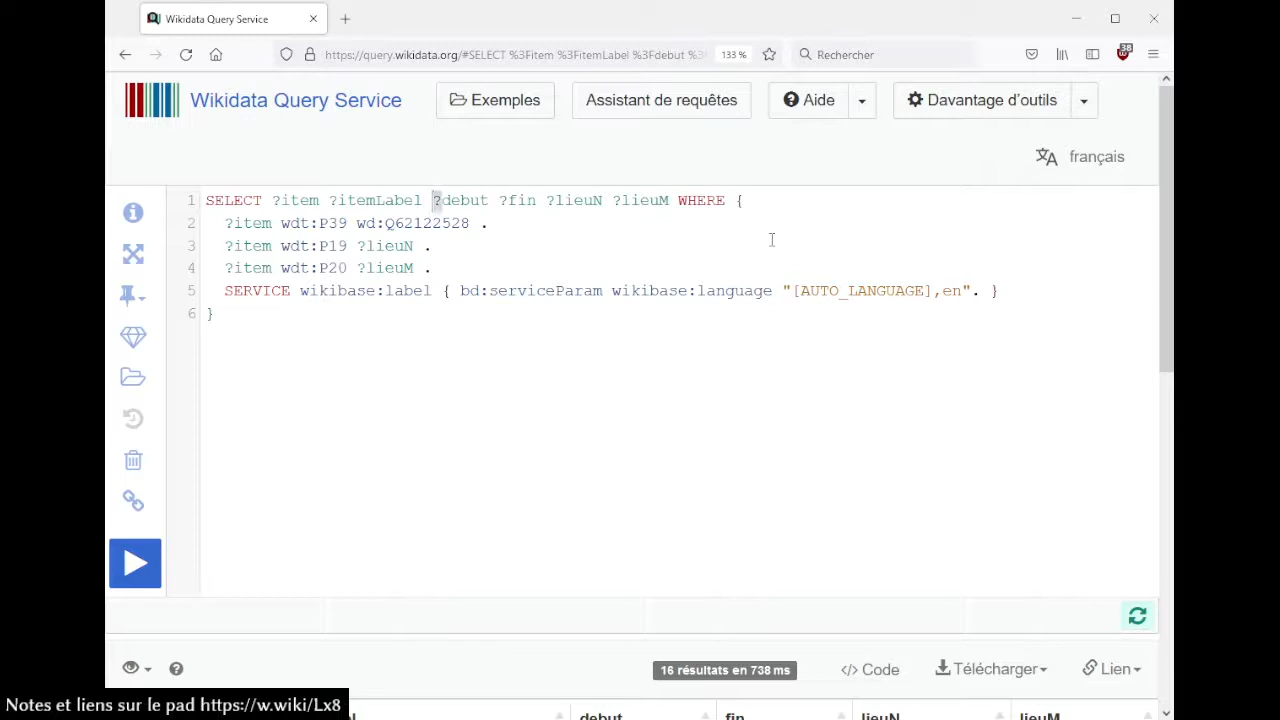 Wikidata Query Service
https://query.wikidata.org/#SELECT %3Fitem %3FitemLabel %3Fdebut %3F
133 %
Rechercher
38
Wikidata Query Service
Exemples
Assistant de requêtes
Aide
Davantage d'outils
français
1 SELECT ?item ?itemLabel ?debut ?fin ?lieuN ?lieuM WHERE {
2 ?item wdt:P39 wd:Q62122528 .
3 ?item wdt:P19 ?lieuN .
4 ?item wdt:P20 ?lieuM .
5 SERVICE wikibase:label { bd:serviceParam wikibase:language "[AUTO_LANGUAGE],en". }
6 }
16 résultats en 738 ms
</> Code
Télécharger
Lien
Notes et liens sur le pad https://w.wiki/Lx8
debut
fin
lieuN
lieuM